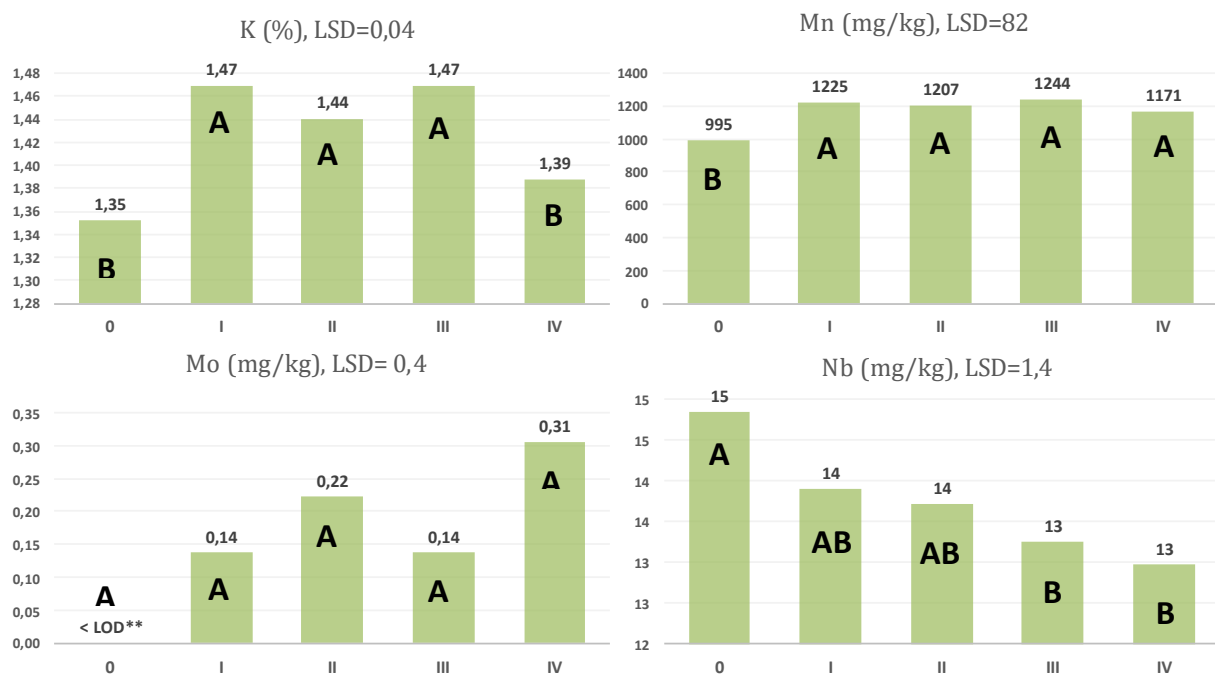 K (%), LSD=0,04
1,48
1,46
1,44
1,42
1,40
1,38
1,36
1,34
1,32
1,30
1,28
1,35
1,47
1,44
1,47
1,39
B
A
A
A
B
0 I II III IV
Mn (mg/kg), LSD=82
1400
1200
1000
800
600
400
200
0
995
1225
1207
1244
1171
B
A
A
A
A
0 I II III IV
Mo (mg/kg), LSD= 0,4
0,35
0,30
0,25
0,20
0,15
0,10
0,05
0,00
< LOD**
0,14
0,22
0,14
0,31
A
A
A
A
A
0 I II III IV
Nb (mg/kg), LSD=1,4
15
15
14
14
13
13
12
15
14
14
13
13
A
AB
AB
B
B
0 I II III IV